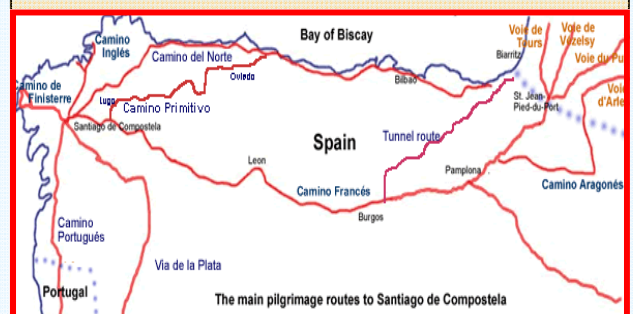 Bay of Biscay
Voie de
Tours
Voie de
Vézelsy
Camino
Inglés
Camino del Norte
Biarritz
Voie du
Oviedo
Bilbao
Camino de
Finisterre
Lugo
Camino Primitivo
St. Jean-
Pied-du-Port
Voie
d'Arle
Santiago de Compostela
Spain
Tunnel route
Leon
Pamplona
Camino Francés
Camino Aragonés
Burgos
Camino
Portugués
Via de la Plata
Portugal
The main pilgrimage routes to Santiago de Compostela